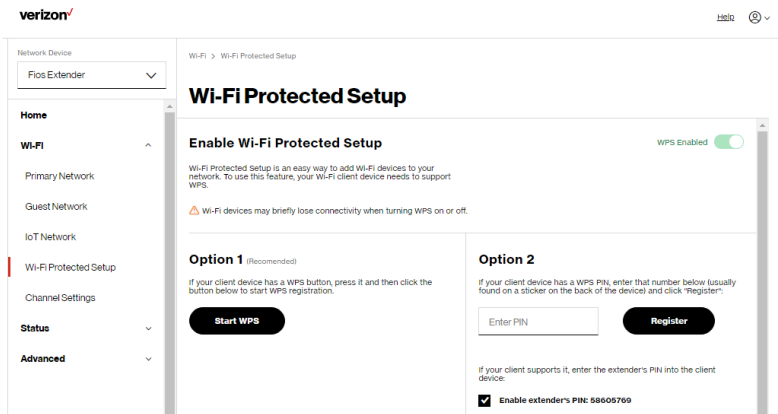 verizon✓
Help
Network Device
Fios Extender
Home
Wi-Fi
Primary Network
Guest Network
IoT Network
Wi-Fi Protected Setup
Channel Settings
Status
Advanced
Wi-Fi > Wi-Fi Protected Setup
Wi-Fi Protected Setup
Enable Wi-Fi Protected Setup
WPS Enabled
Wi-Fi Protected Setup is an easy way to add Wi-Fi devices to your
network. To use this feature, your Wi-Fi client device needs to support
WPS.
Wi-Fi devices may briefly lose connectivity when turning WPS on or off.
Option 1 (Recomended)
If your client device has a WPS button, press it and then click the
button below to start WPS registration.
Start WPS
Option 2
If your client device has a WPS PIN, enter that number below (usually
found on a sticker on the back of the device) and click "Register":
Enter PIN
Register
If your client supports it, enter the extender's PIN into the client
device:
Enable extender's PIN: 58605769